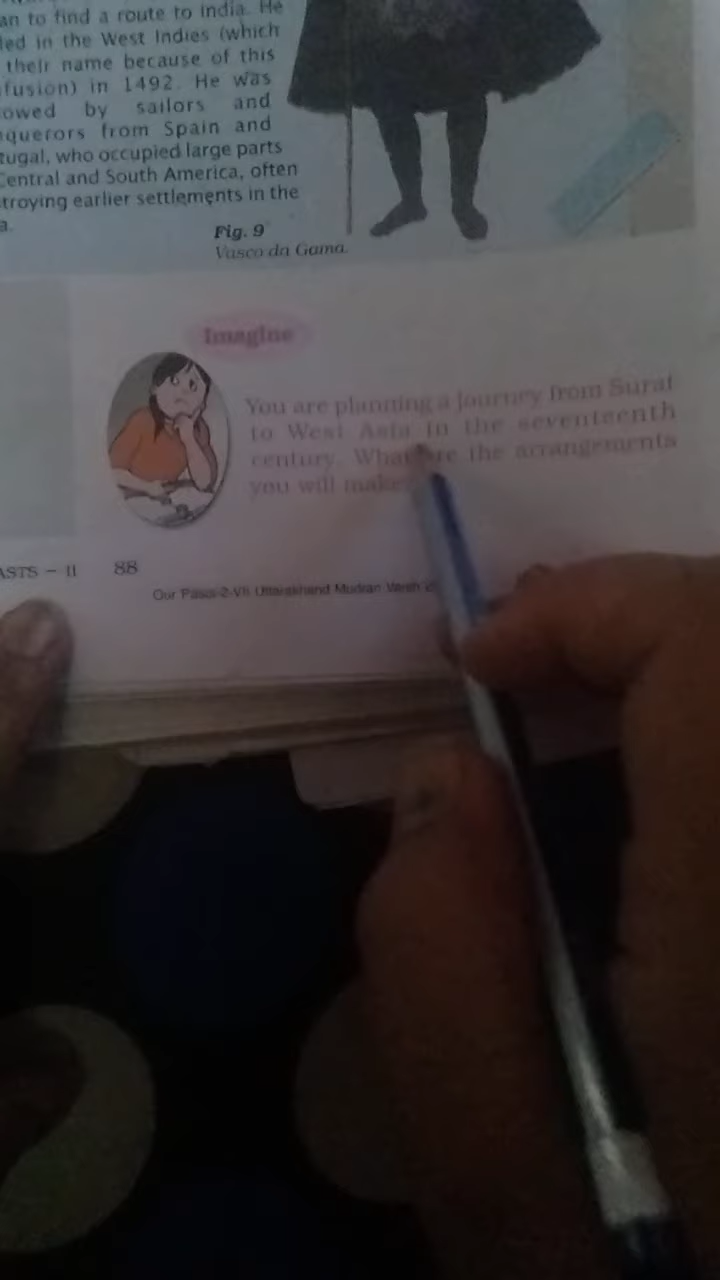 an to find a route to India. He
led in the West Indies (which
their name because of this
fusion) in 1492. He was
owed by sailors and
querors from Spain and
tugal, who occupied large parts
Central and South America, often
troying earlier settlements in the
a.
Fig. 9
Vasco da Gama.
Imagine
You are planning a journey from Surat
to West Asia in the seventeenth
century. What are the arrangements
you will make
ASTS – II 88
Our Pasts-2-VII Uttarakhand Mudran Varsh